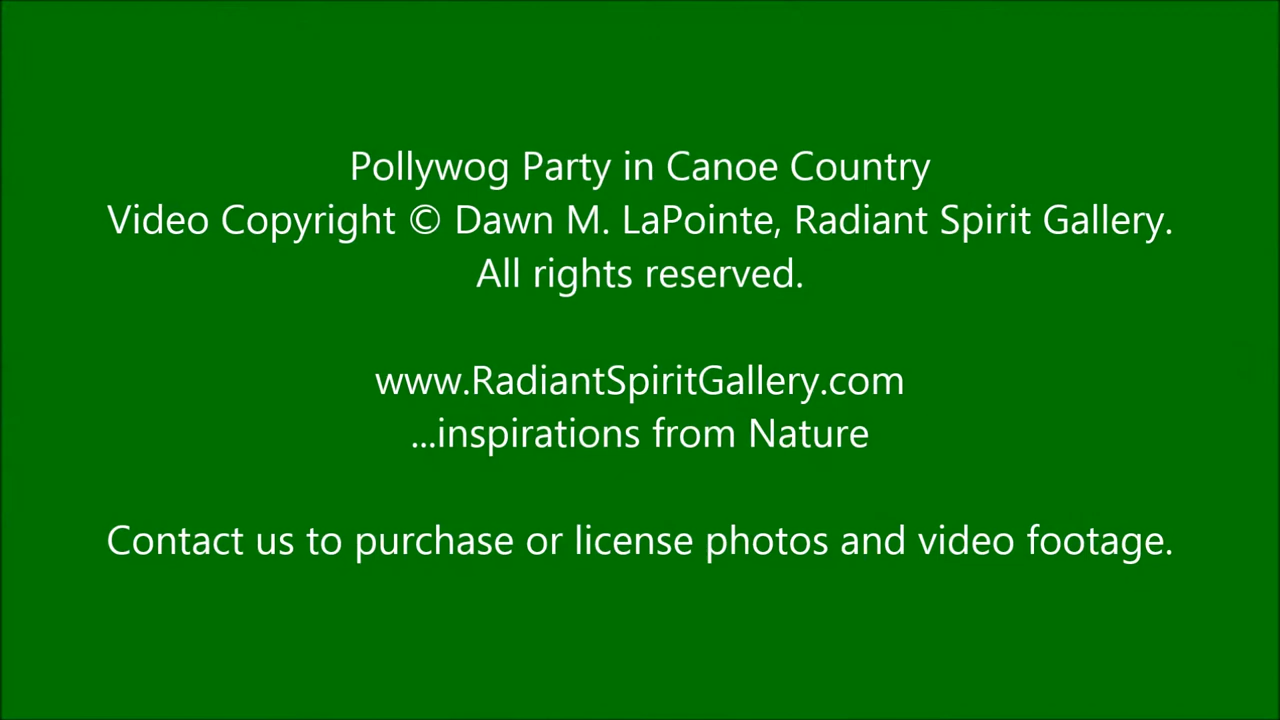 Pollywog Party in Canoe Country
Video Copyright © Dawn M. LaPointe, Radiant Spirit Gallery.
All rights reserved.
www.RadiantSpiritGallery.com
...inspirations from Nature
Contact us to purchase or license photos and video footage.